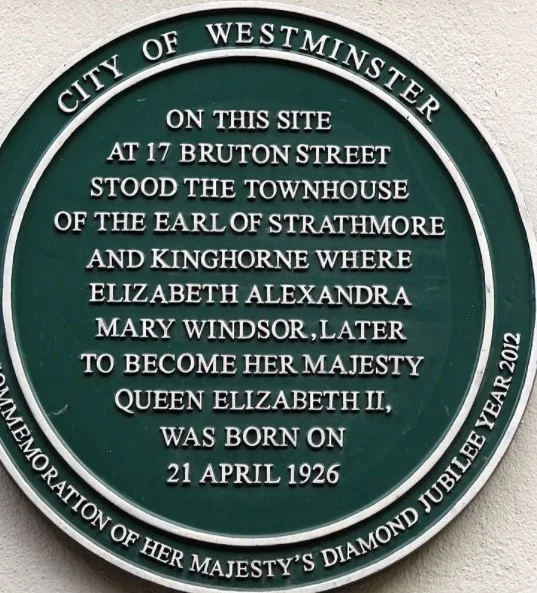 CITY OF WESTMINSTER
ON THIS SITE
AT 17 BRUTON STREET
STOOD THE TOWNHOUSE
OF THE EARL OF STRATHMORE
AND KINGHORNE WHERE
ELIZABETH ALEXANDRA
MARY WINDSOR, LATER
TO BECOME HER MAJESTY
QUEEN ELIZABETH II,
WAS BORN ON
21 APRIL 1926
OF HER MAJESTY'S DIAMOND JUBILEE YEAR 2012